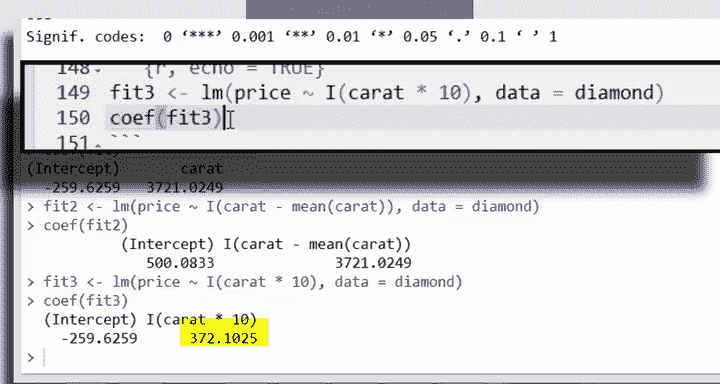 Signif. codes:  0 ‘***’ 0.001 ‘**’ 0.01 ‘*’ 0.05 ‘.’ 0.1 ‘ ’ 1
148 {r, echo = TRUE}
149 fit3 <- lm(price ~ I(carat * 10), data = diamond)
150 coef(fit3)
151 ```
(Intercept) carat
-259.6259 3721.0249
> fit2 <- lm(price ~ I(carat - mean(carat)), data = diamond)
> coef(fit2)
(Intercept) I(carat - mean(carat))
500.0833 3721.0249
> fit3 <- lm(price ~ I(carat * 10), data = diamond)
> coef(fit3)
(Intercept) I(carat * 10)
-259.6259 372.1025
>